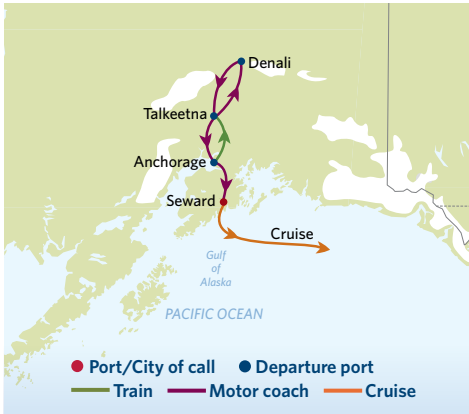 Denali
Talkeetna
Anchorage
Seward
Cruise
Gulf
of
Alaska
PACIFIC OCEAN
Port/City of call Departure port
Train Motor coach Cruise